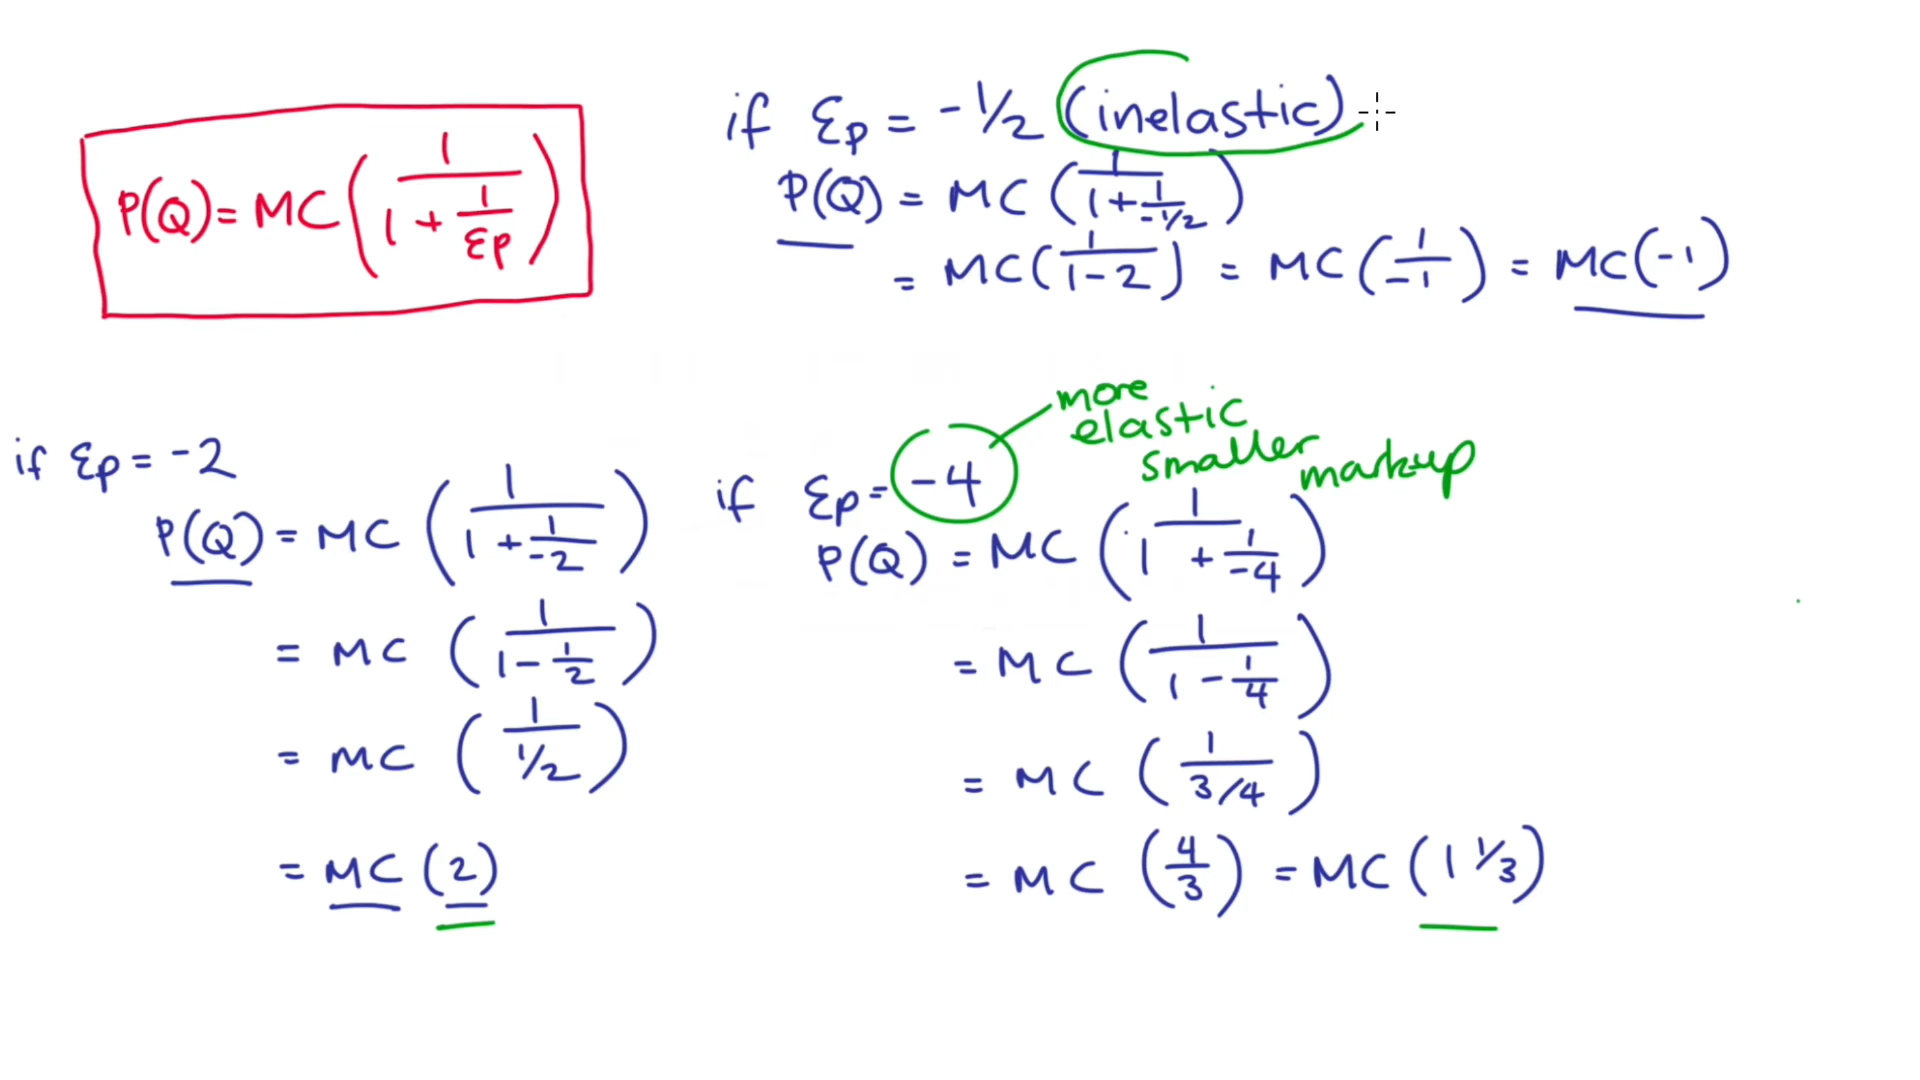 P(Q) = MC (1 / (1 + 1/εp))
if εp = -1/2 (inelastic)
P(Q) = MC (1 / (1 + 1/-1/2))
= MC (1 / (1 - 2)) = MC (1 / -1) = MC (-1)
if εp = -2
P(Q) = MC (1 / (1 + 1/-2))
= MC (1 / (1 - 1/2))
= MC (1 / 1/2)
= MC (2)
more
elastic
smaller markup
if εp = -4
P(Q) = MC (1 / (1 + 1/-4))
= MC (1 / (1 - 1/4))
= MC (1 / 3/4)
= MC (4/3) = MC (1 1/3)